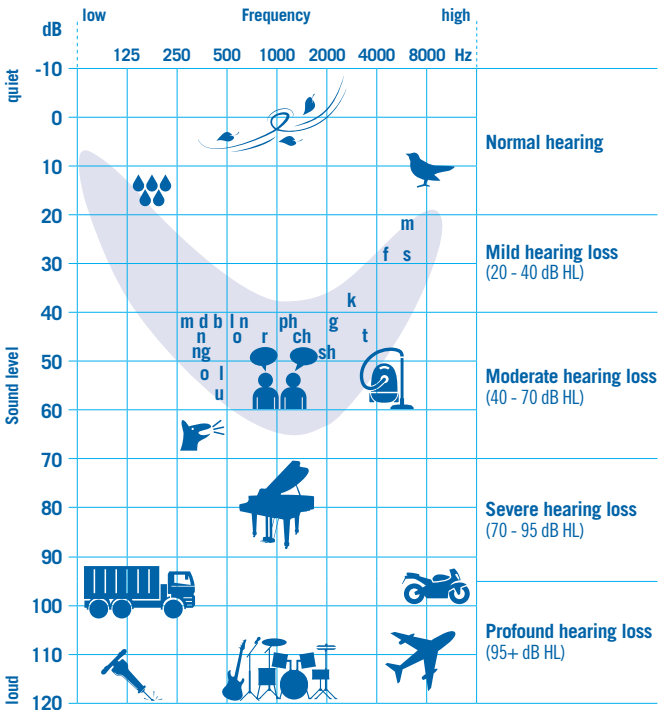 low Frequency high
dB
125 250 500 1000 2000 4000 8000 Hz
quiet
-10
0
Normal hearing
10
20
m
f s
Mild hearing loss
(20 - 40 dB HL)
30
k
40
m d b l n ph g
n o r ch t
ng sh
50
o l
u
Sound level
Moderate hearing loss
(40 - 70 dB HL)
60
70
80
Severe hearing loss
(70 - 95 dB HL)
90
100
110
Profound hearing loss
(95+ dB HL)
loud
120